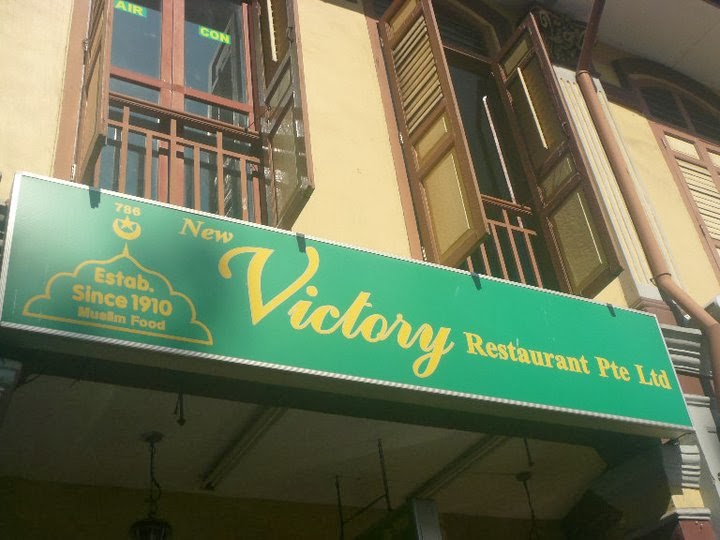 AIR CON
786
Estab.
Since 1910
Muslim Food
New Victory Restaurant Pte Ltd